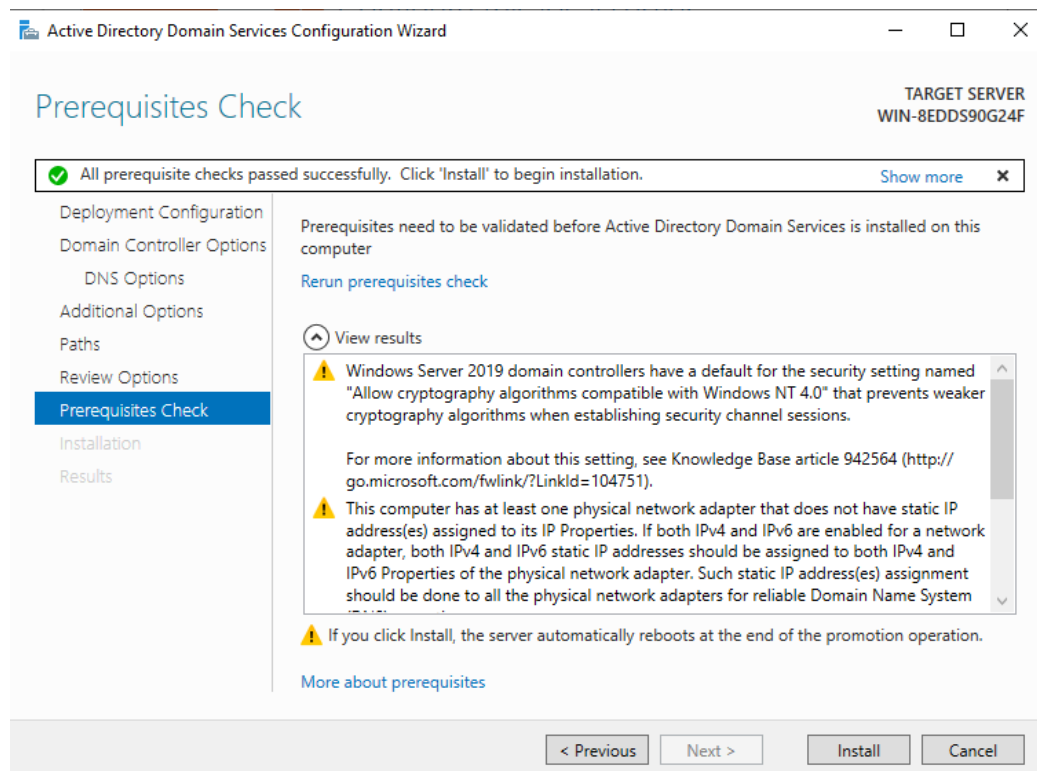 Active Directory Domain Services Configuration Wizard
Prerequisites Check
TARGET SERVER
WIN-8EDDS90G24F
All prerequisite checks passed successfully. Click 'Install' to begin installation.
Show more
Deployment Configuration
Domain Controller Options
DNS Options
Additional Options
Paths
Review Options
Prerequisites Check
Installation
Results
Prerequisites need to be validated before Active Directory Domain Services is installed on this
computer
Rerun prerequisites check
View results
Windows Server 2019 domain controllers have a default for the security setting named
"Allow cryptography algorithms compatible with Windows NT 4.0" that prevents weaker
cryptography algorithms when establishing security channel sessions.
For more information about this setting, see Knowledge Base article 942564 (http://
go.microsoft.com/fwlink/?LinkId=104751).
This computer has at least one physical network adapter that does not have static IP
address(es) assigned to its IP Properties. If both IPv4 and IPv6 are enabled for a network
adapter, both IPv4 and IPv6 static IP addresses should be assigned to both IPv4 and
IPv6 Properties of the physical network adapter. Such static IP address(es) assignment
should be done to all the physical network adapters for reliable Domain Name System
If you click Install, the server automatically reboots at the end of the promotion operation.
More about prerequisites
< Previous
Next >
Install
Cancel